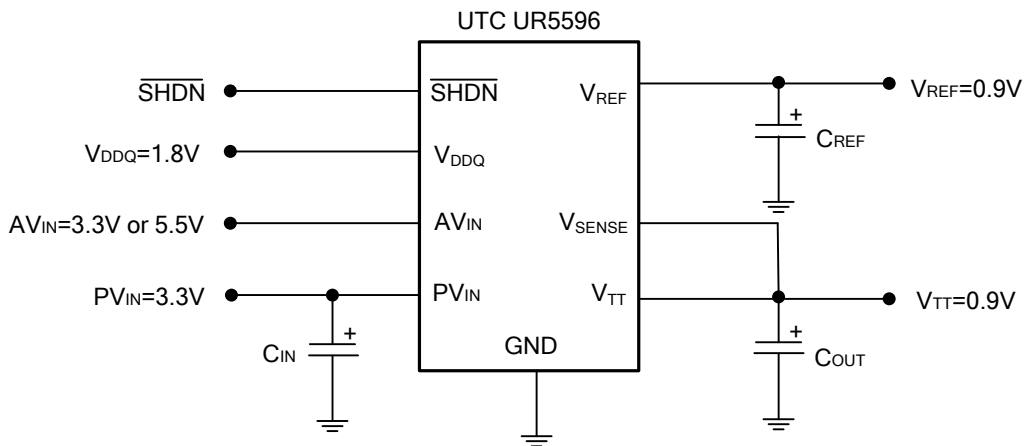 UTC UR5596
SHDN
SHDN
VREF
VREF=0.9V
CREF
VDDQ=1.8V
VDDQ
AVIN=3.3V or 5.5V
AVIN
VSENSE
PVIN=3.3V
PVIN
VTT
VTT=0.9V
CIN
+
GND
+
COUT
+